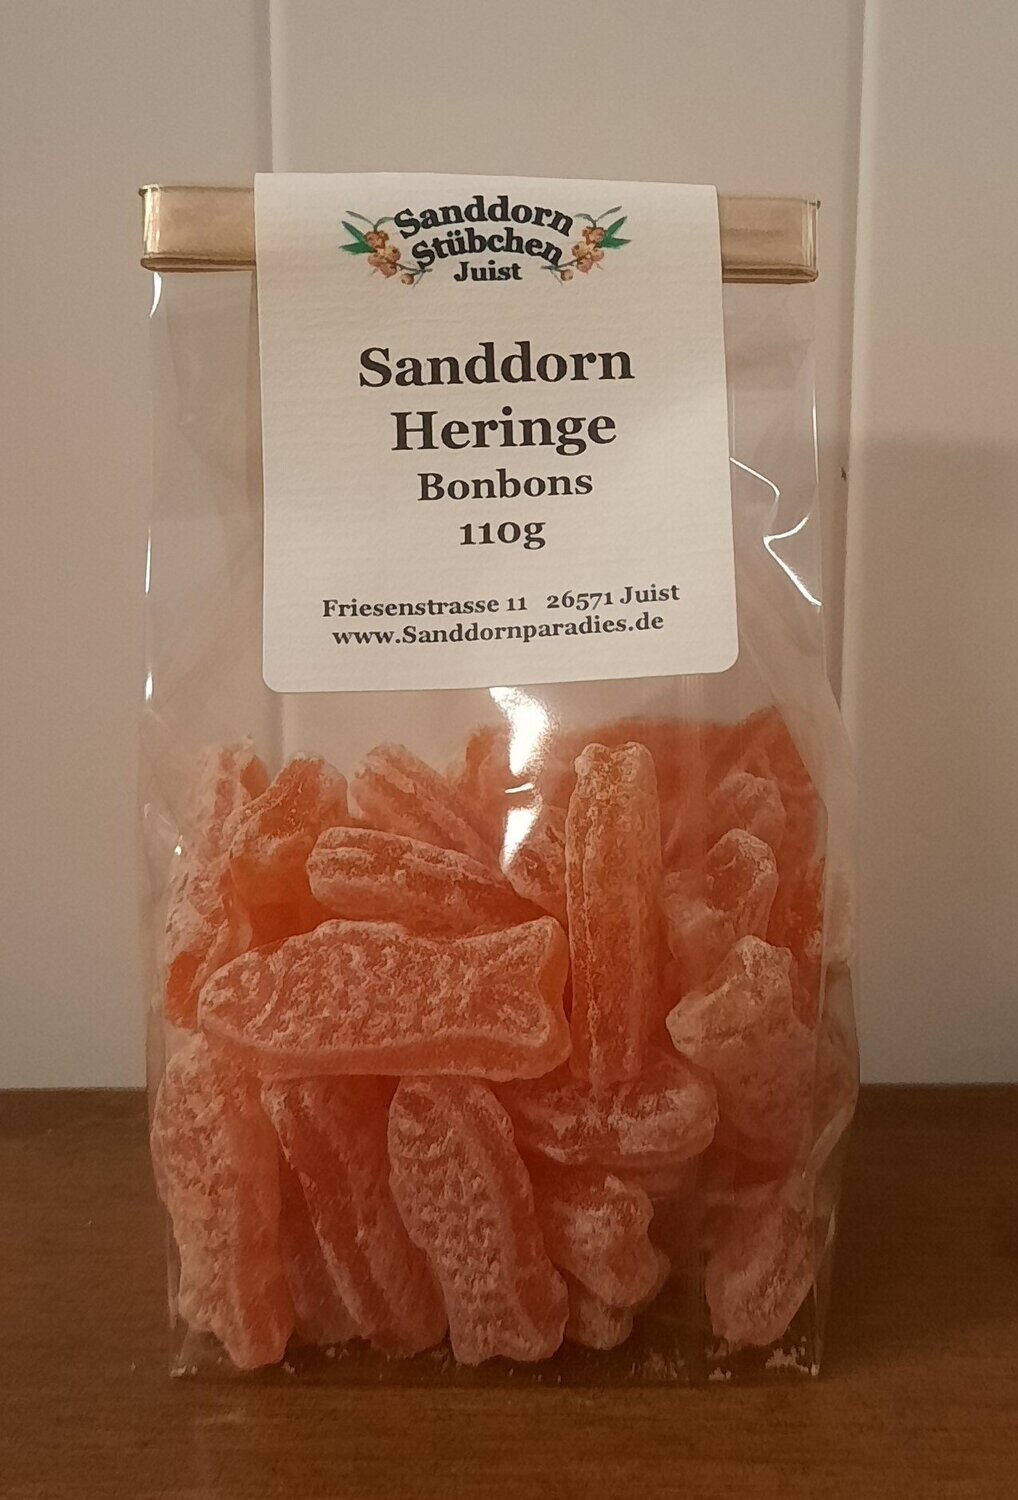 Sanddorn
Stübchen
Juist
Sanddorn
Heringe
Bonbons
110g
Friesenstrasse 11 26571 Juist
www.Sanddornparadies.de